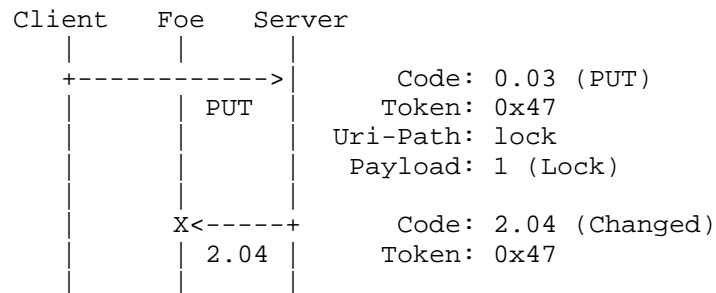 Client   Foe   Server
   |      |       |
   +------------->|      Code: 0.03 (PUT)
   |      | PUT   |     Token: 0x47
   |      |       |  Uri-Path: lock
   |      |       |   Payload: 1 (Lock)
   |      |       |
   |      X<-----+      Code: 2.04 (Changed)
   |      | 2.04  |     Token: 0x47
   |      |       |